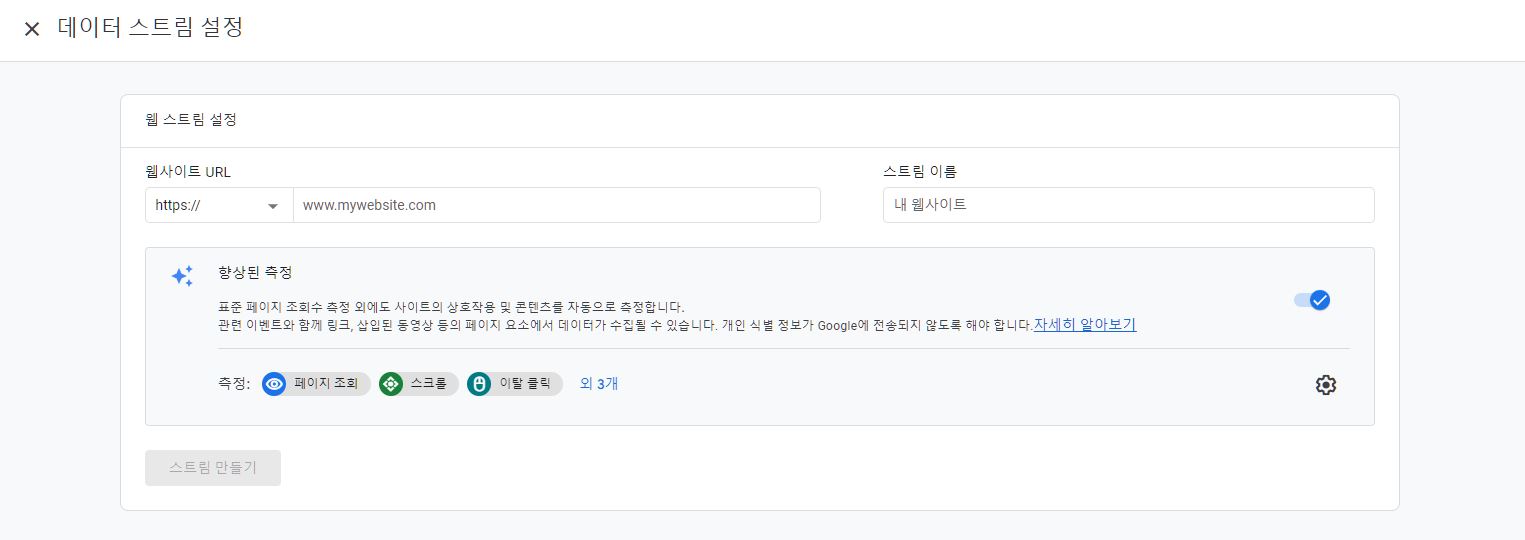 데이터 스트림 설정
웹 스트림 설정
웹사이트 URL
스트림 이름
https://
www.mywebsite.com
내 웹사이트
향상된 측정
표준 페이지 조회수 측정 외에도 사이트의 상호작용 및 콘텐츠를 자동으로 측정합니다.
관련 이벤트와 함께 링크, 삽입된 동영상 등의 페이지 요소에서 데이터가 수집될 수 있습니다. 개인 식별 정보가 Google에 전송되지 않도록 해야 합니다.자세히 알아보기
측정: 페이지 조회 스크롤 이탈 클릭 외 3개
스트림 만들기